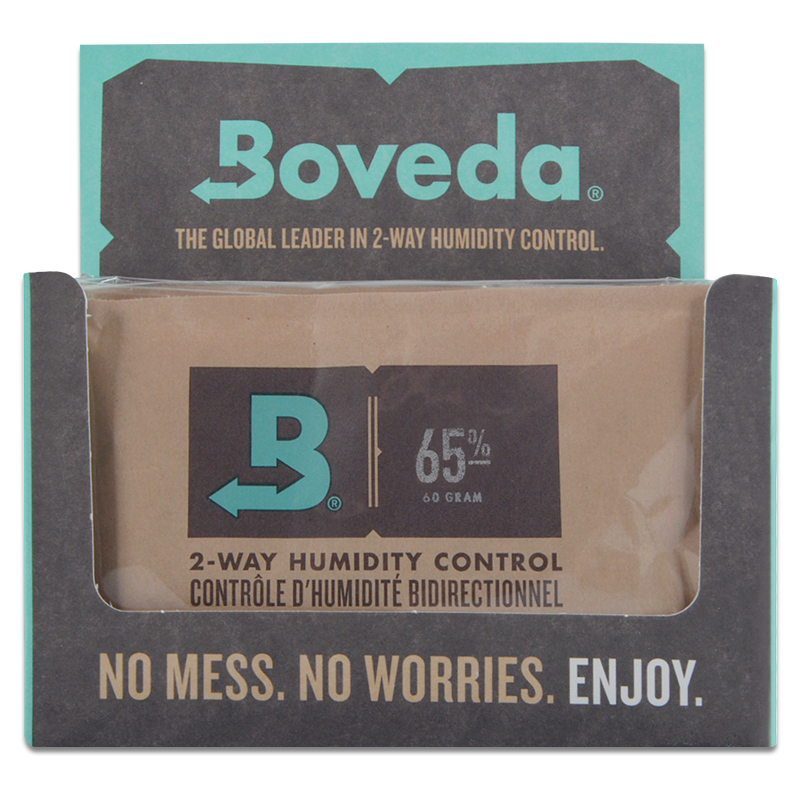 Boveda®
THE GLOBAL LEADER IN 2-WAY HUMIDITY CONTROL.
B®
65%
60 GRAM
2-WAY HUMIDITY CONTROL
CONTRÔLE D'HUMIDITÉ BIDIRECTIONNEL
NO MESS. NO WORRIES. ENJOY.